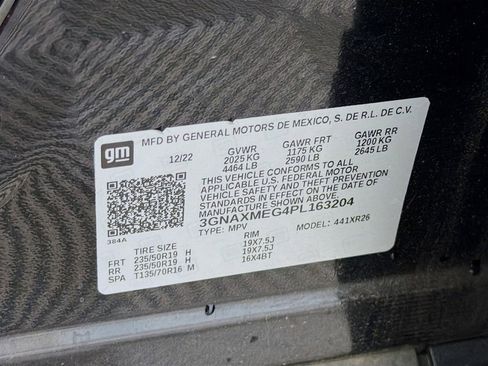 gm
MFD BY GENERAL MOTORS DE MEXICO, S. DE R.L. DE C.V.
12/22 GVWR GAWR FRT GAWR RR
2025 KG 1175 KG 1200 KG
4464 LB 2590 LB 2645 LB
THIS VEHICLE CONFORMS TO ALL
APPLICABLE U.S. FEDERAL MOTOR
VEHICLE SAFETY AND THEFT
PREVENTION STANDARDS IN
EFFECT ON THE DATE OF
MANUFACTURE SHOWN ABOVE.
3GNAXMEG4PL163204
384A TYPE: MPV MODEL: 441XR26
TIRE SIZE RIM
FRT 235/50R19 H 19X7.5J
RR 235/50R19 H 19X7.5J
SPA T135/70R16 M 16X4BT